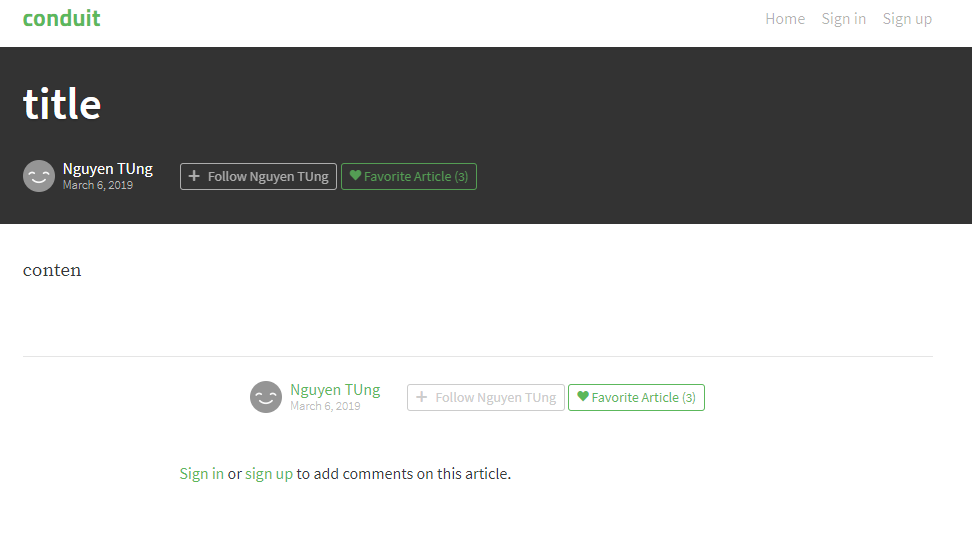 conduit
Home Sign in Sign up
title
Nguyen TUng
March 6, 2019
Follow Nguyen TUng
Favorite Article (3)
conten
Nguyen TUng
March 6, 2019
Follow Nguyen TUng
Favorite Article (3)
Sign in or sign up to add comments on this article.